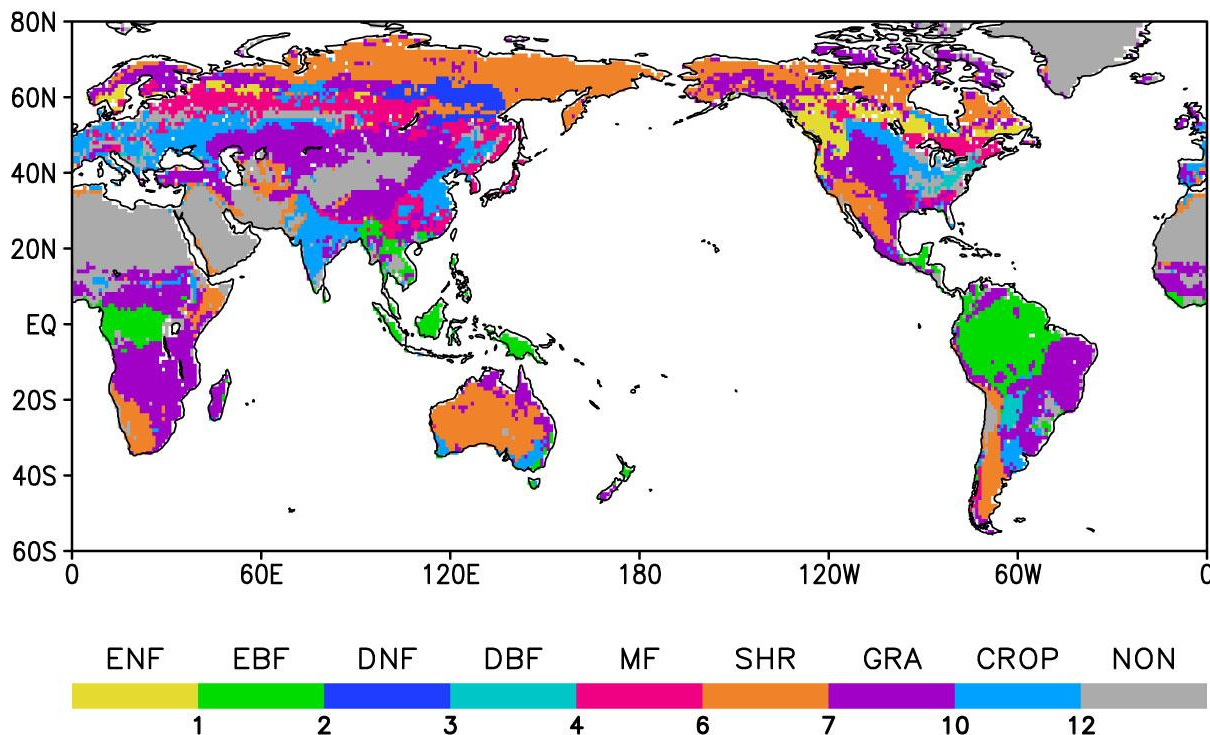 80N
60N
40N
20N
EQ
20S
40S
60S
0 60E 120E 180 120W 60W 0
ENF EBF DNF DBF MF SHR GRA CROP NON
1 2 3 4 6 7 10 12